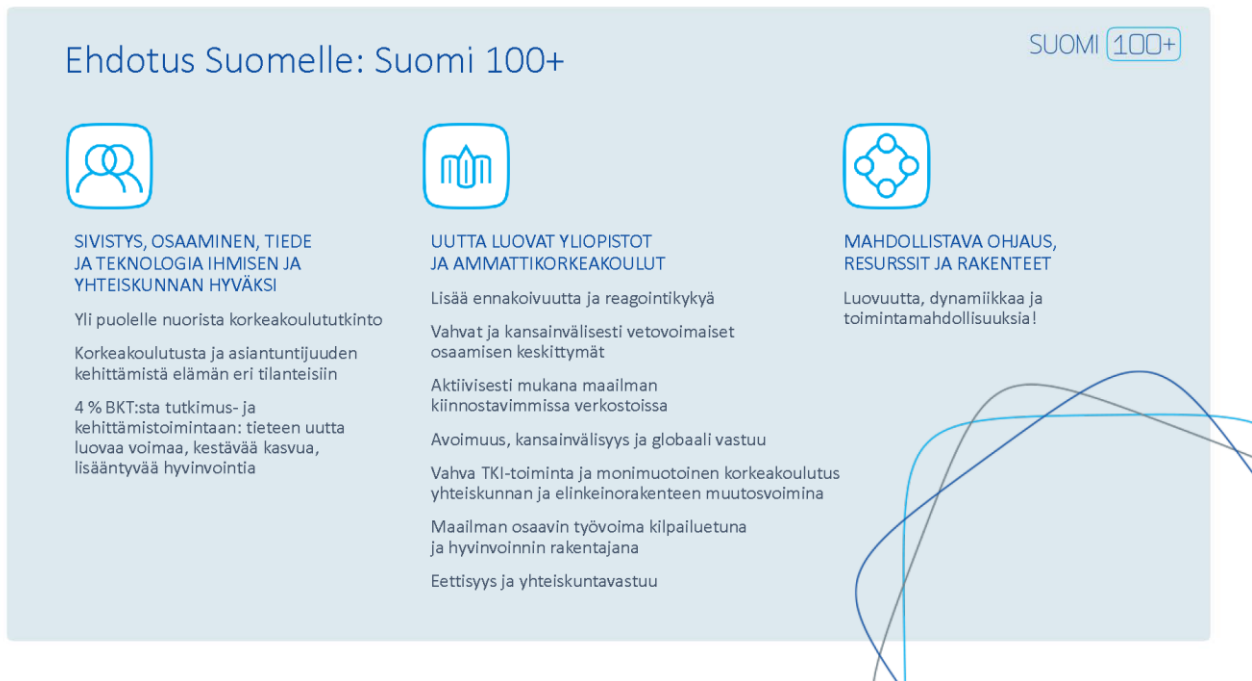 Ehdotus Suomelle: Suomi 100+
SUOMI 100+
SIVISTYS, OSAAMINEN, TIEDE
JA TEKNOLOGIA IHMISEN JA
YHTEISKUNNAN HYVÄKSI
Yli puolelle nuorista korkeakoulututkinto
Korkeakoulutusta ja asiantuntijuuden
kehittämistä elämän eri tilanteisiin
4 % BKT:sta tutkimus- ja
kehittämistoimintaan: tieteen uutta
luovaa voimaa, kestävää kasvua,
lisääntyvää hyvinvointia
UUTTA LUOVAT YLIOPISTOT
JA AMMATTIKORKEAKOULUT
Lisää ennakoivuutta ja reagointikykyä
Vahvat ja kansainvälisesti vetovoimaiset
osaamisen keskittymät
Aktiivisesti mukana maailman
kiinnostavimmissa verkostoissa
Avoimuus, kansainvälisyys ja globaali vastuu
Vahva TKI-toiminta ja monimuotoinen korkeakoulutus
yhteiskunnan ja elinkeinorakenteen muutosvoimina
Maailman osaavin työvoima kilpailuetuna
ja hyvinvoinnin rakentajana
Eettisyys ja yhteiskuntavastuu
MAHDOLLISTAVA OHJAUS,
RESURSSIT JA RAKENTEET
Luovuutta, dynamiikkaa ja
toimintamahdollisuuksia!